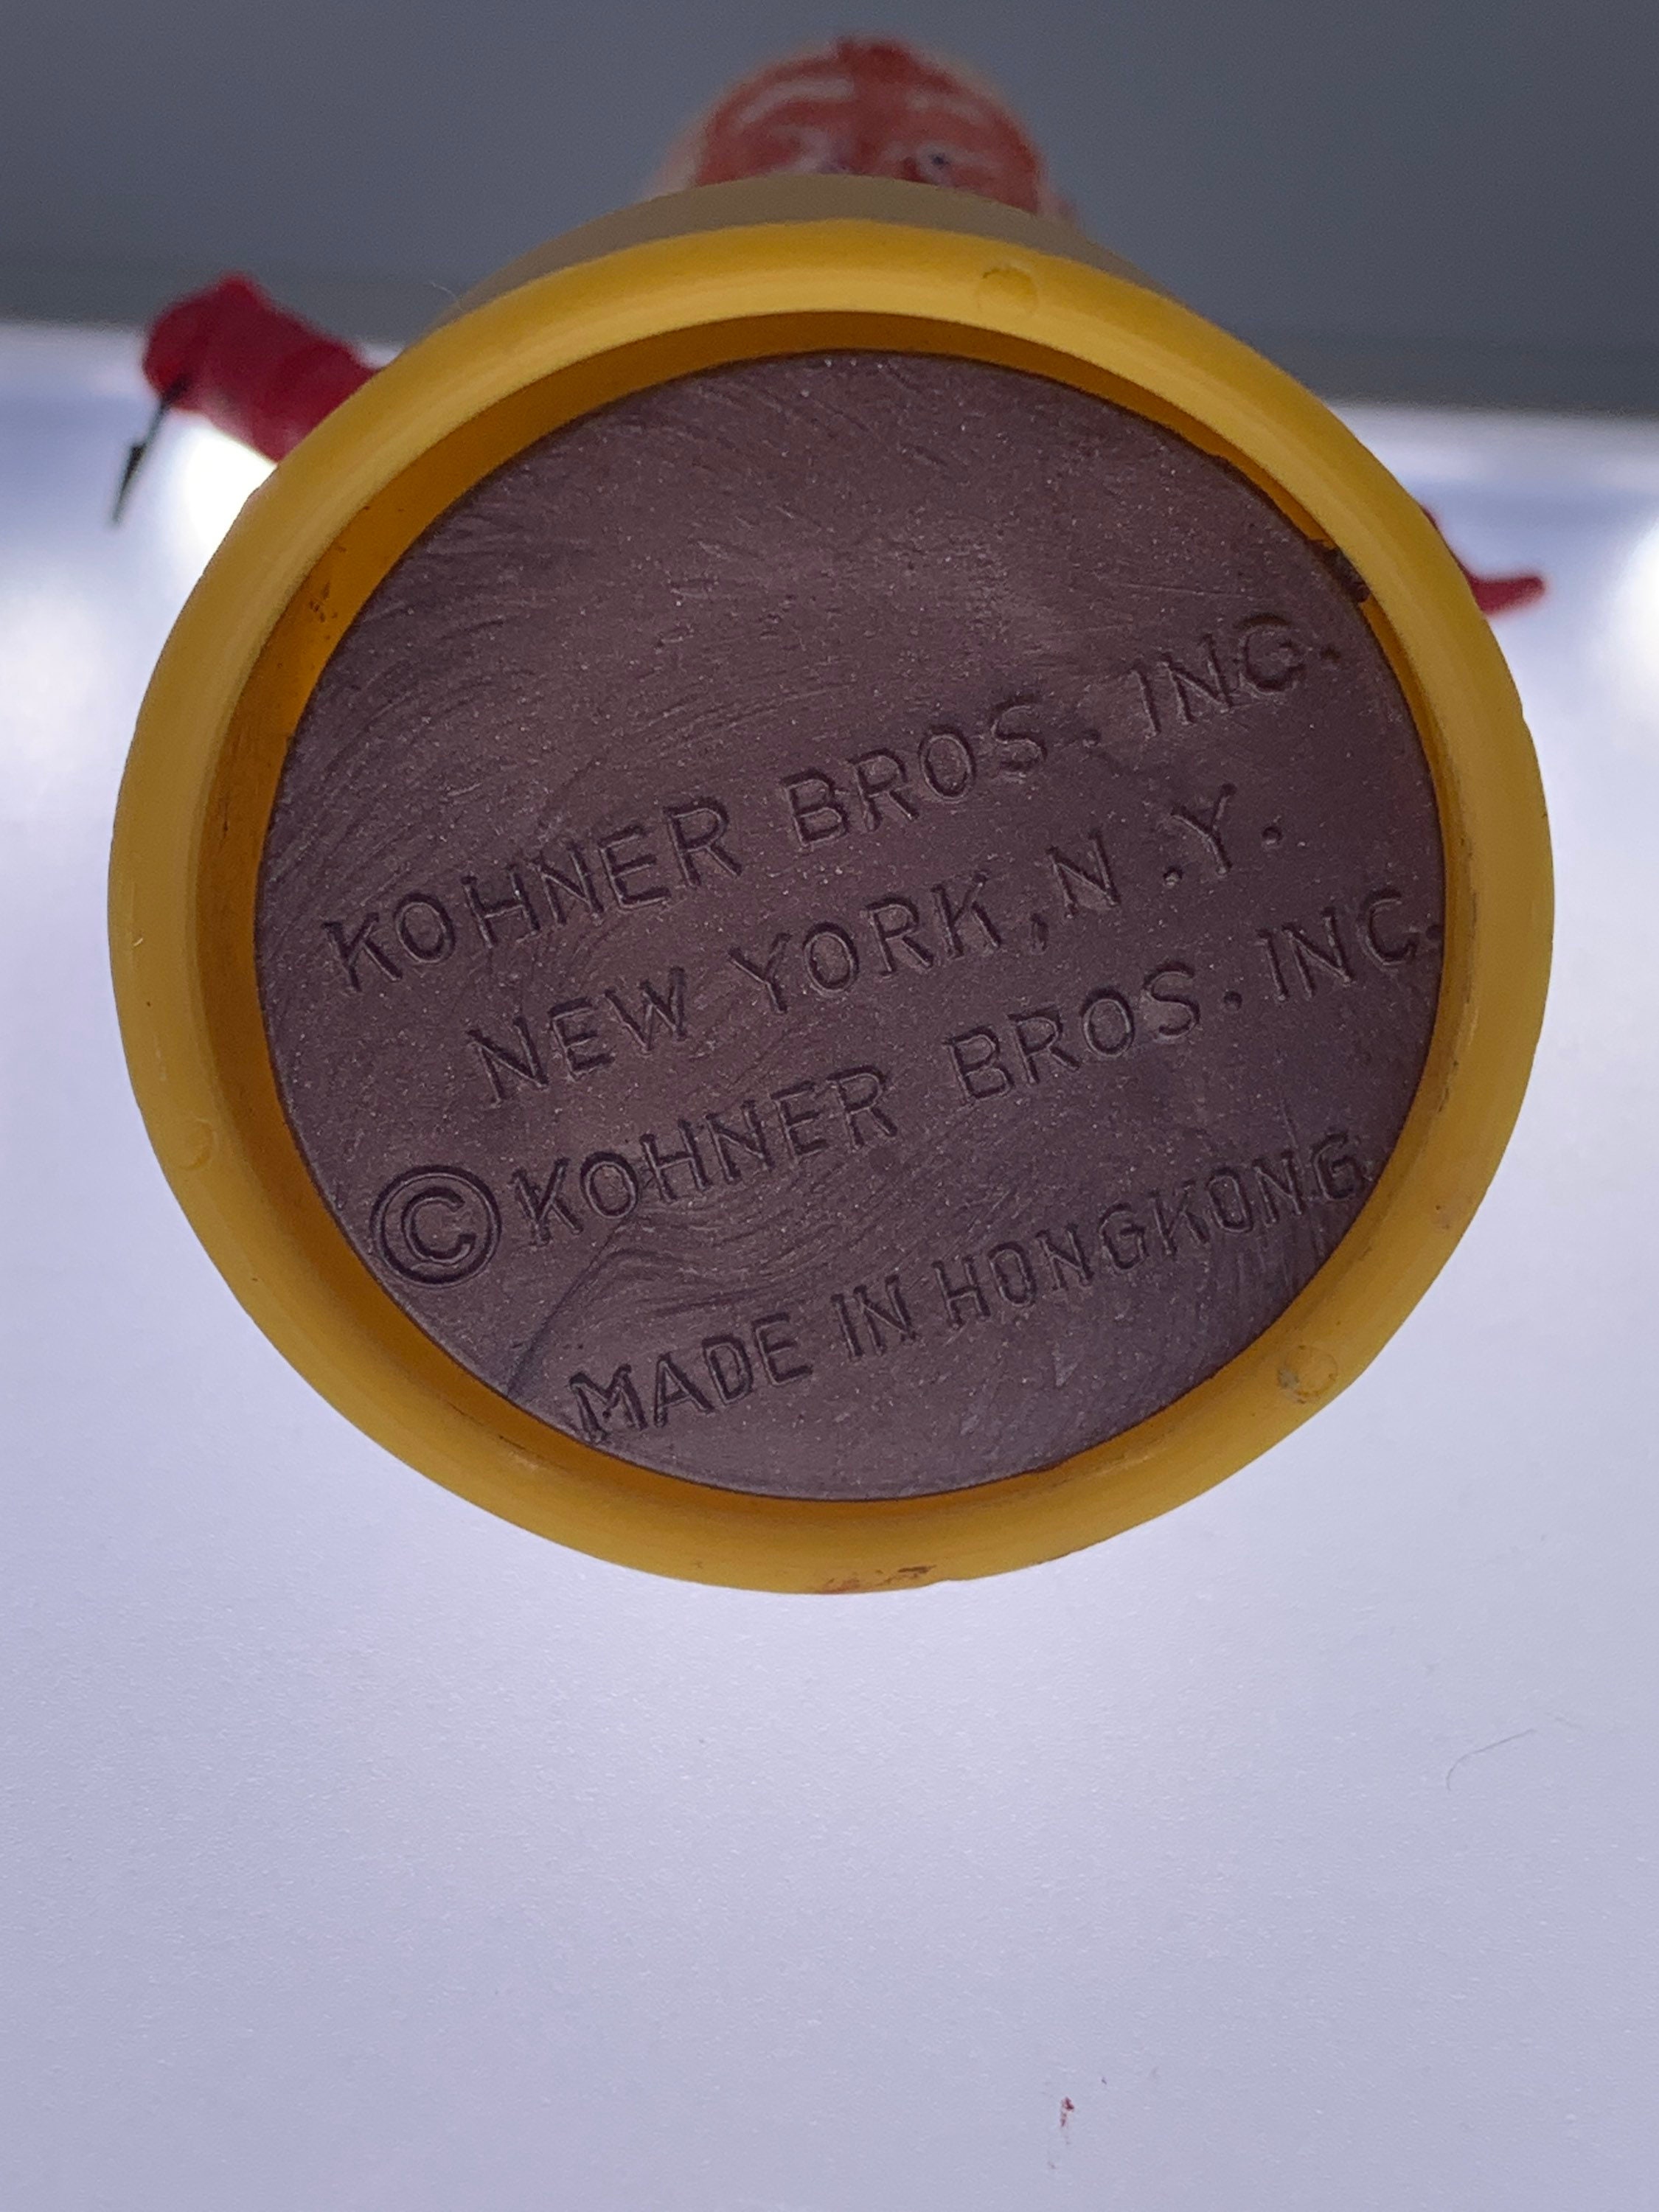 KOHNER BROS. INC.
NEW YORK, N.Y.
©KOHNER BROS. INC.
MADE IN HONGKONG